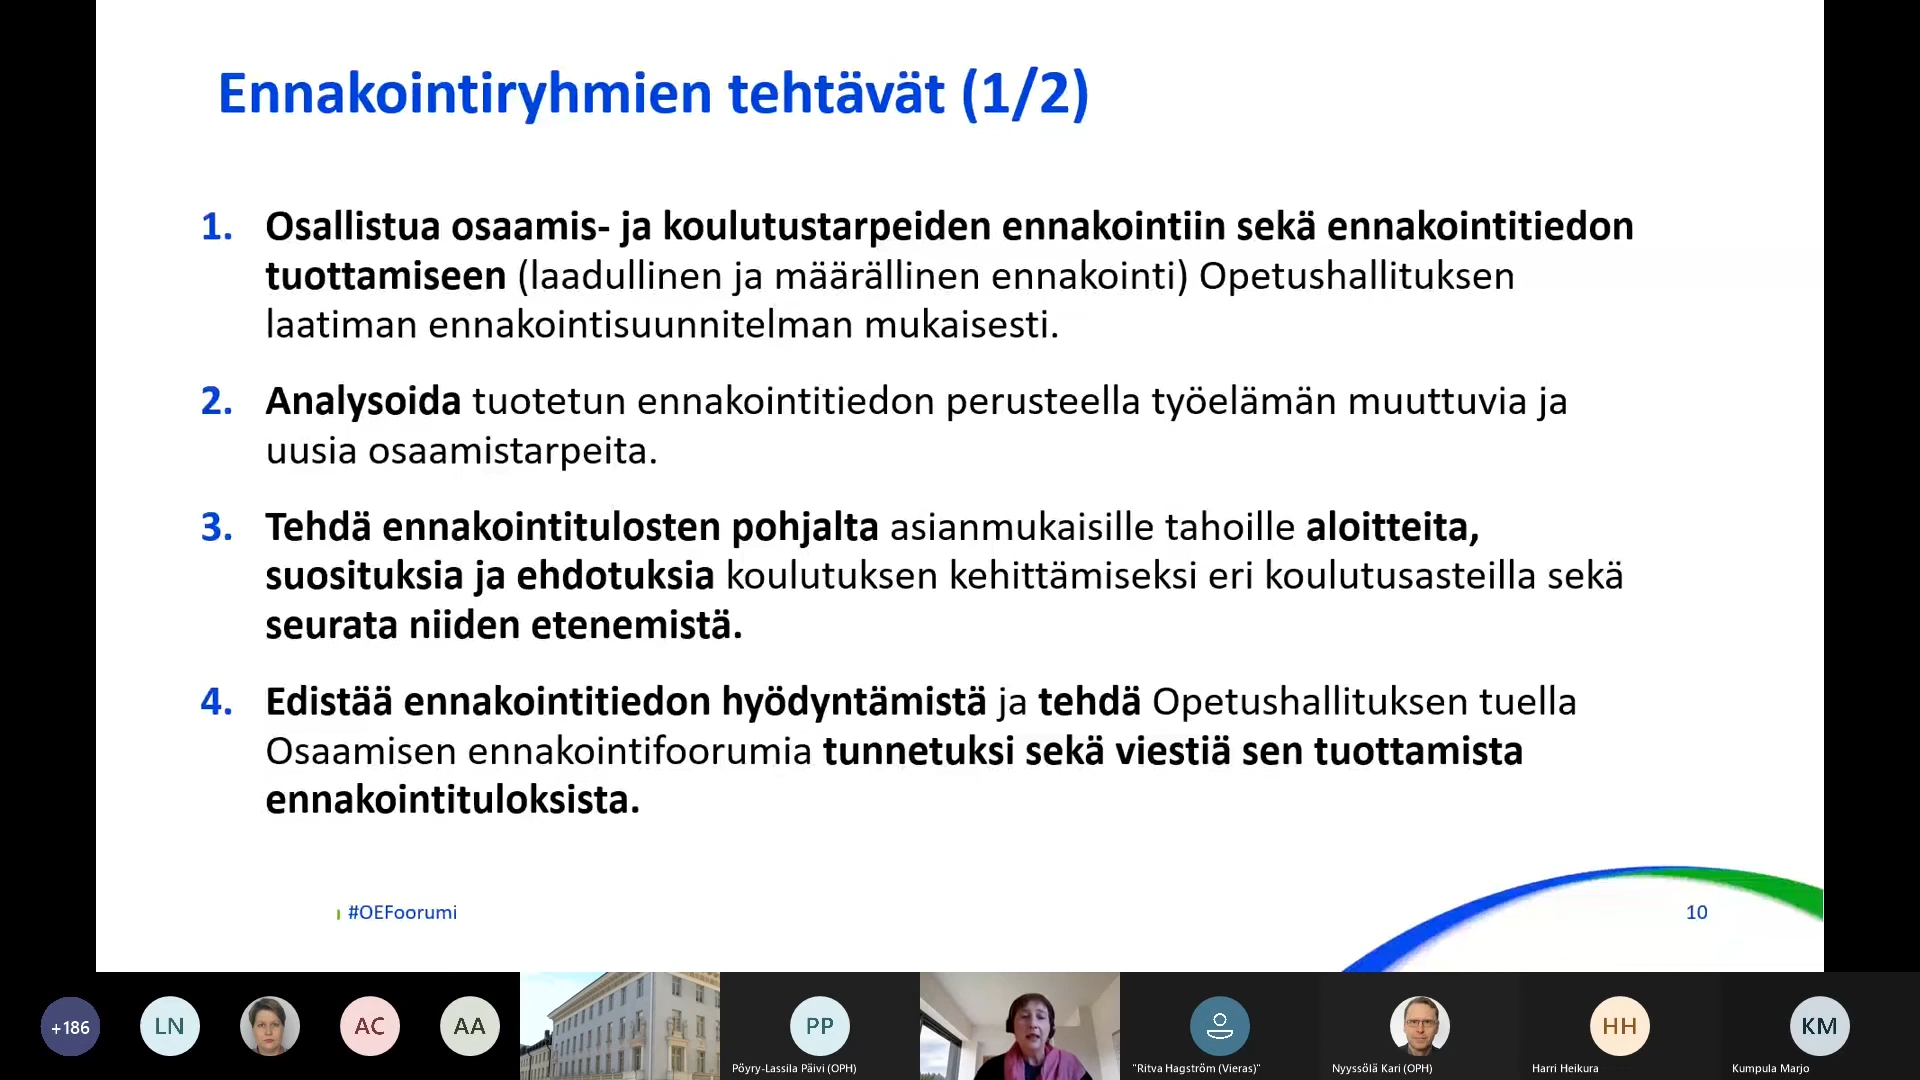 Ennakointiryhmien tehtävät (1/2)
1. Osallistua osaamis- ja koulutustarpeiden ennakointiin sekä ennakointitiedon
tuottamiseen (laadullinen ja määrällinen ennakointi) Opetushallituksen
laatiman ennakointisuunnitelman mukaisesti.
2. Analysoida tuotetun ennakointitiedon perusteella työelämän muuttuvia ja
uusia osaamistarpeita.
3. Tehdä ennakointitulosten pohjalta asianmukaisille tahoille aloitteita,
suosituksia ja ehdotuksia koulutuksen kehittämiseksi eri koulutusasteilla sekä
seurata niiden etenemistä.
4. Edistää ennakointitiedon hyödyntämistä ja tehdä Opetushallituksen tuella
Osaamisen ennakointifoorumia tunnetuksi sekä viestiä sen tuottamista
ennakointituloksista.
#OEFoorumi
10
+186
LN
AC
AA
PP
HH
KM
Pöyry-Lassila Päivi (OPH)
"Ritva Hagström (Vieras)"
Nyyssölä Kari (OPH)
Harri Heikura
Kumpula Marjo